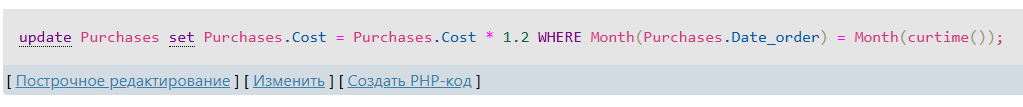 update Purchases set Purchases.Cost = Purchases.Cost * 1.2 WHERE Month(Purchases.Date_order) = Month(curtime());
[ Построчное редактирование ] [ Изменить ] [ Создать PHP-код ]